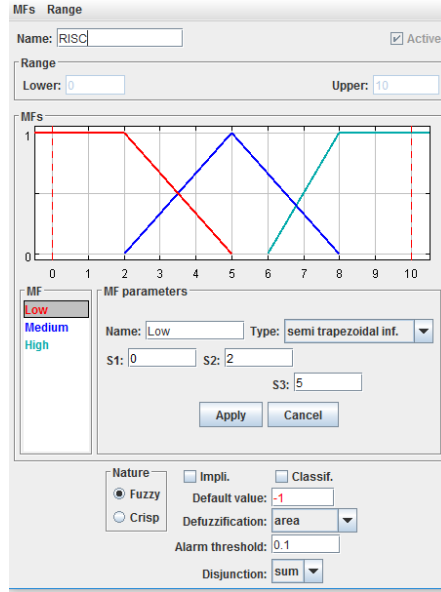 MFs Range
Name: RISC Active
Range
Lower: 0 Upper: 10
MFs
1
0
0 1 2 3 4 5 6 7 8 9 10
MF
Low
Medium
High
MF parameters
Name: Low Type: semi trapezoidal inf.
S1: 0 S2: 2
S3: 5
Apply Cancel
Nature
Fuzzy
Crisp
Impli. Classif.
Default value: -1
Defuzzification: area
Alarm threshold: 0.1
Disjunction: sum